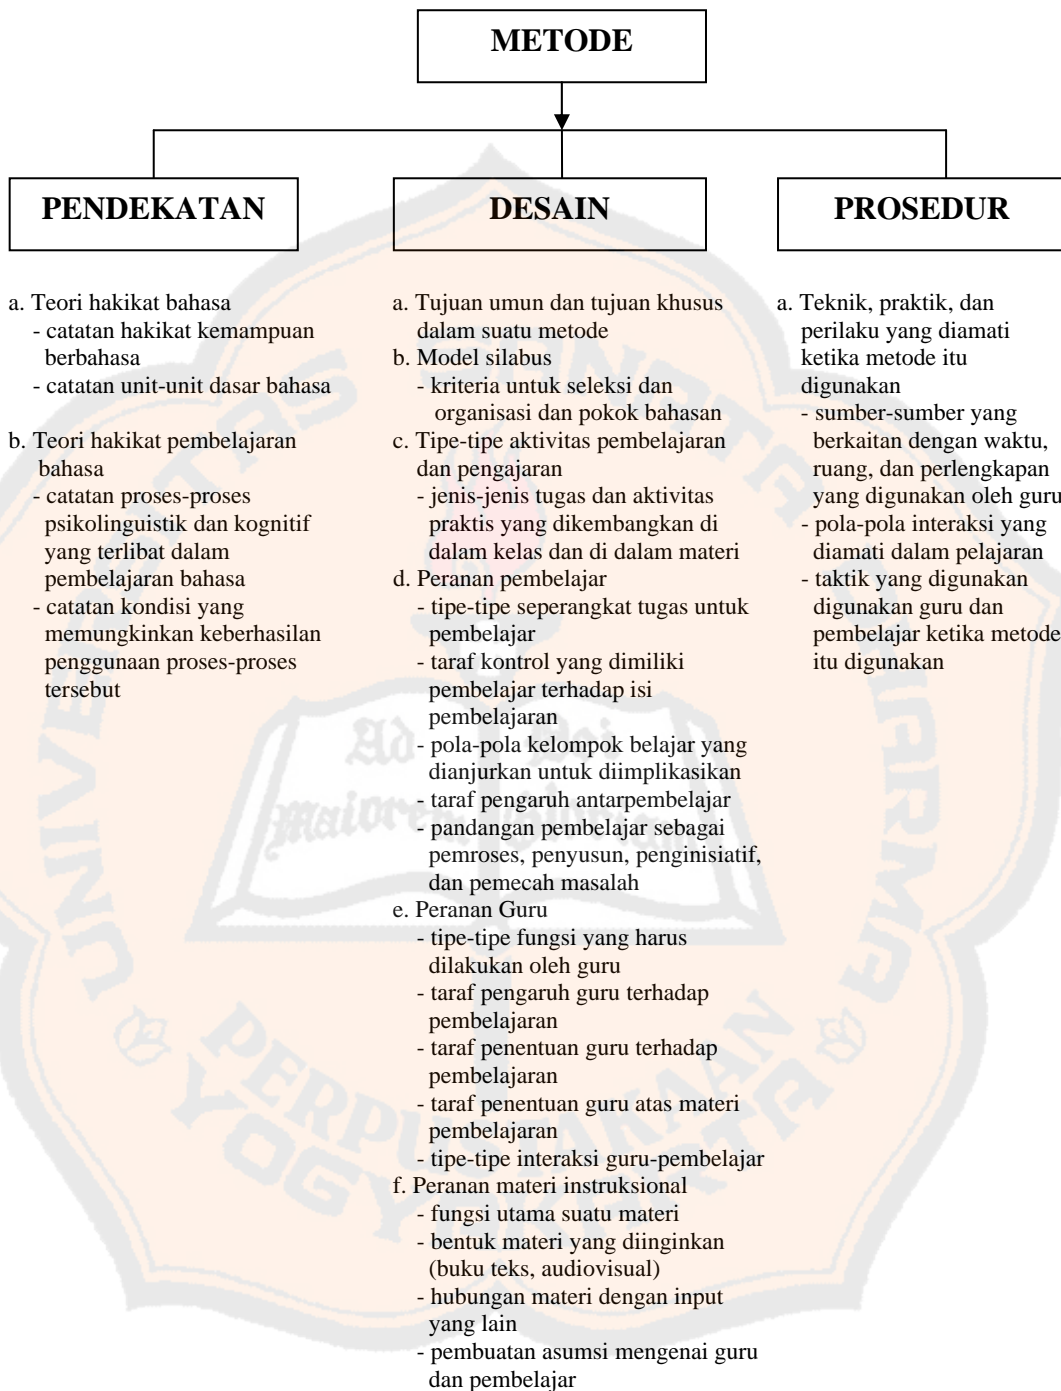 METODE
PENDEKATAN
DESAIN
PROSEDUR
a. Teori hakikat bahasa
- catatan hakikat kemampuan
berbahasa
- catatan unit-unit dasar bahasa
b. Teori hakikat pembelajaran
bahasa
- catatan proses-proses
psikolinguistik dan kognitif
yang terlibat dalam
pembelajaran bahasa
- catatan kondisi yang
memungkinkan keberhasilan
penggunaan proses-proses
tersebut
a. Tujuan umun dan tujuan khusus
dalam suatu metode
b. Model silabus
- kriteria untuk seleksi dan
organisasi dan pokok bahasan
c. Tipe-tipe aktivitas pembelajaran
dan pengajaran
- jenis-jenis tugas dan aktivitas
praktis yang dikembangkan di
dalam kelas dan di dalam materi
d. Peranan pembelajar
- tipe-tipe seperangkat tugas untuk
pembelajar
- taraf kontrol yang dimiliki
pembelajar terhadap isi
pembelajaran
- pola-pola kelompok belajar yang
dianjurkan untuk diimplikasikan
- taraf pengaruh antarpembelajar
- pandangan pembelajar sebagai
pemroses, penyusun, penginisiatif,
dan pemecah masalah
e. Peranan Guru
- tipe-tipe fungsi yang harus
dilakukan oleh guru
- taraf pengaruh guru terhadap
pembelajaran
- taraf penentuan guru terhadap
pembelajaran
- taraf penentuan guru atas materi
pembelajaran
- tipe-tipe interaksi guru-pembelajar
f. Peranan materi instruksional
- fungsi utama suatu materi
- bentuk materi yang diinginkan
(buku teks, audiovisual)
- hubungan materi dengan input
yang lain
- pembuatan asumsi mengenai guru
dan pembelajar
a. Teknik, praktik, dan
perilaku yang diamati
ketika metode itu
digunakan
- sumber-sumber yang
berkaitan dengan waktu,
ruang, dan perlengkapan
yang digunakan oleh guru
- pola-pola interaksi yang
diamati dalam pelajaran
- taktik yang digunakan
digunakan guru dan
pembelajar ketika metode
itu digunakan
UNIVERSITAS SANATA DHARMA
Ad Dei
Maiorem Gloriam
PERPUSTAKAAN
YOGYAKARTA